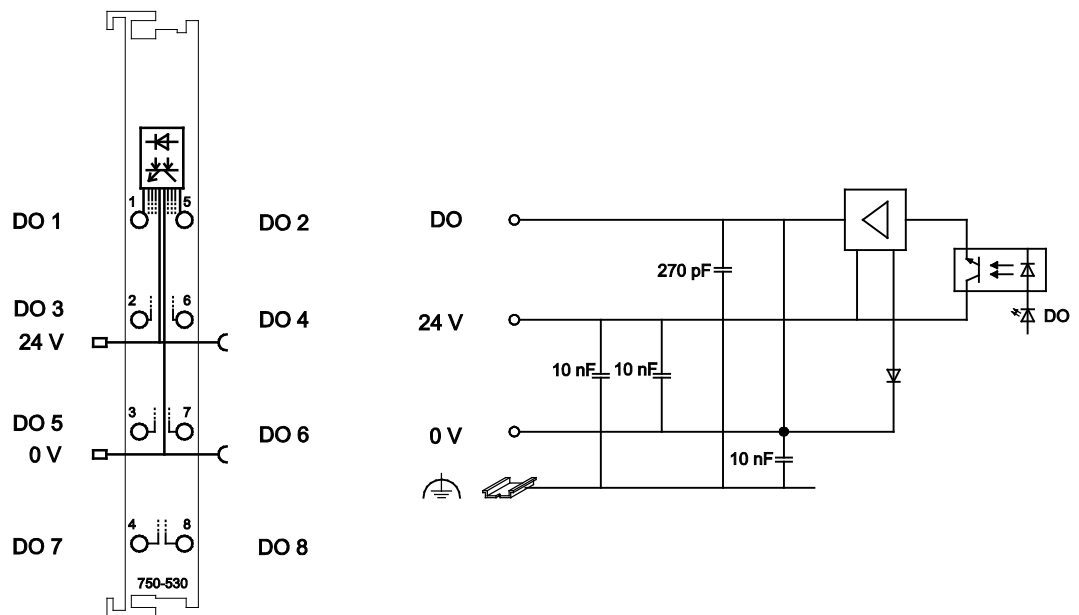 1 5
DO 1 DO 2
2 6
DO 3 DO 4
24 V
3 7
DO 5 DO 6
0 V
4 8
DO 7 DO 8
750-530
DO
270 pF
24 V
DO
10 nF 10 nF
0 V
10 nF